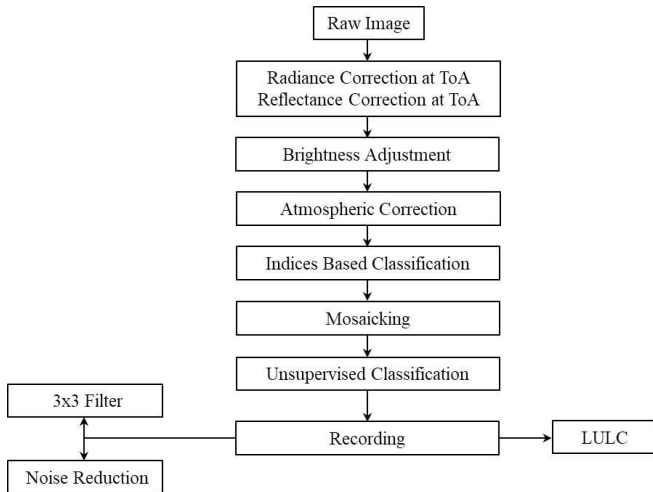 Raw Image
Radiance Correction at ToA
Reflectance Correction at ToA
Brightness Adjustment
Atmospheric Correction
Indices Based Classification
Mosaicking
Unsupervised Classification
3x3 Filter
Recording
LULC
Noise Reduction